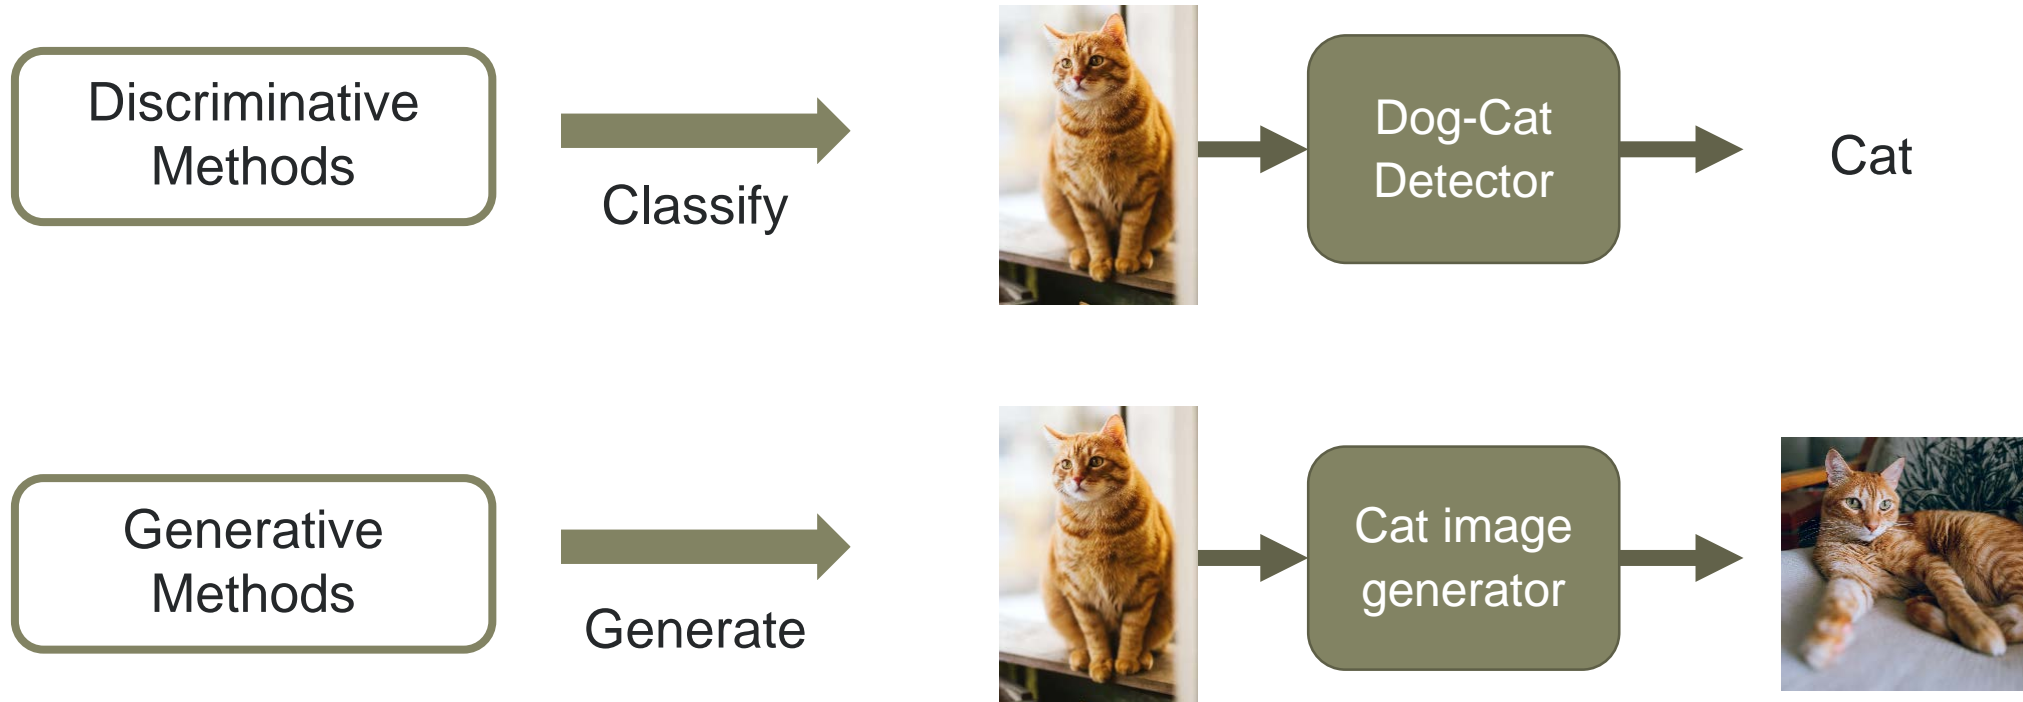 Discriminative
Methods
Classify
Dog-Cat
Detector
Cat
Generative
Methods
Generate
Cat image
generator